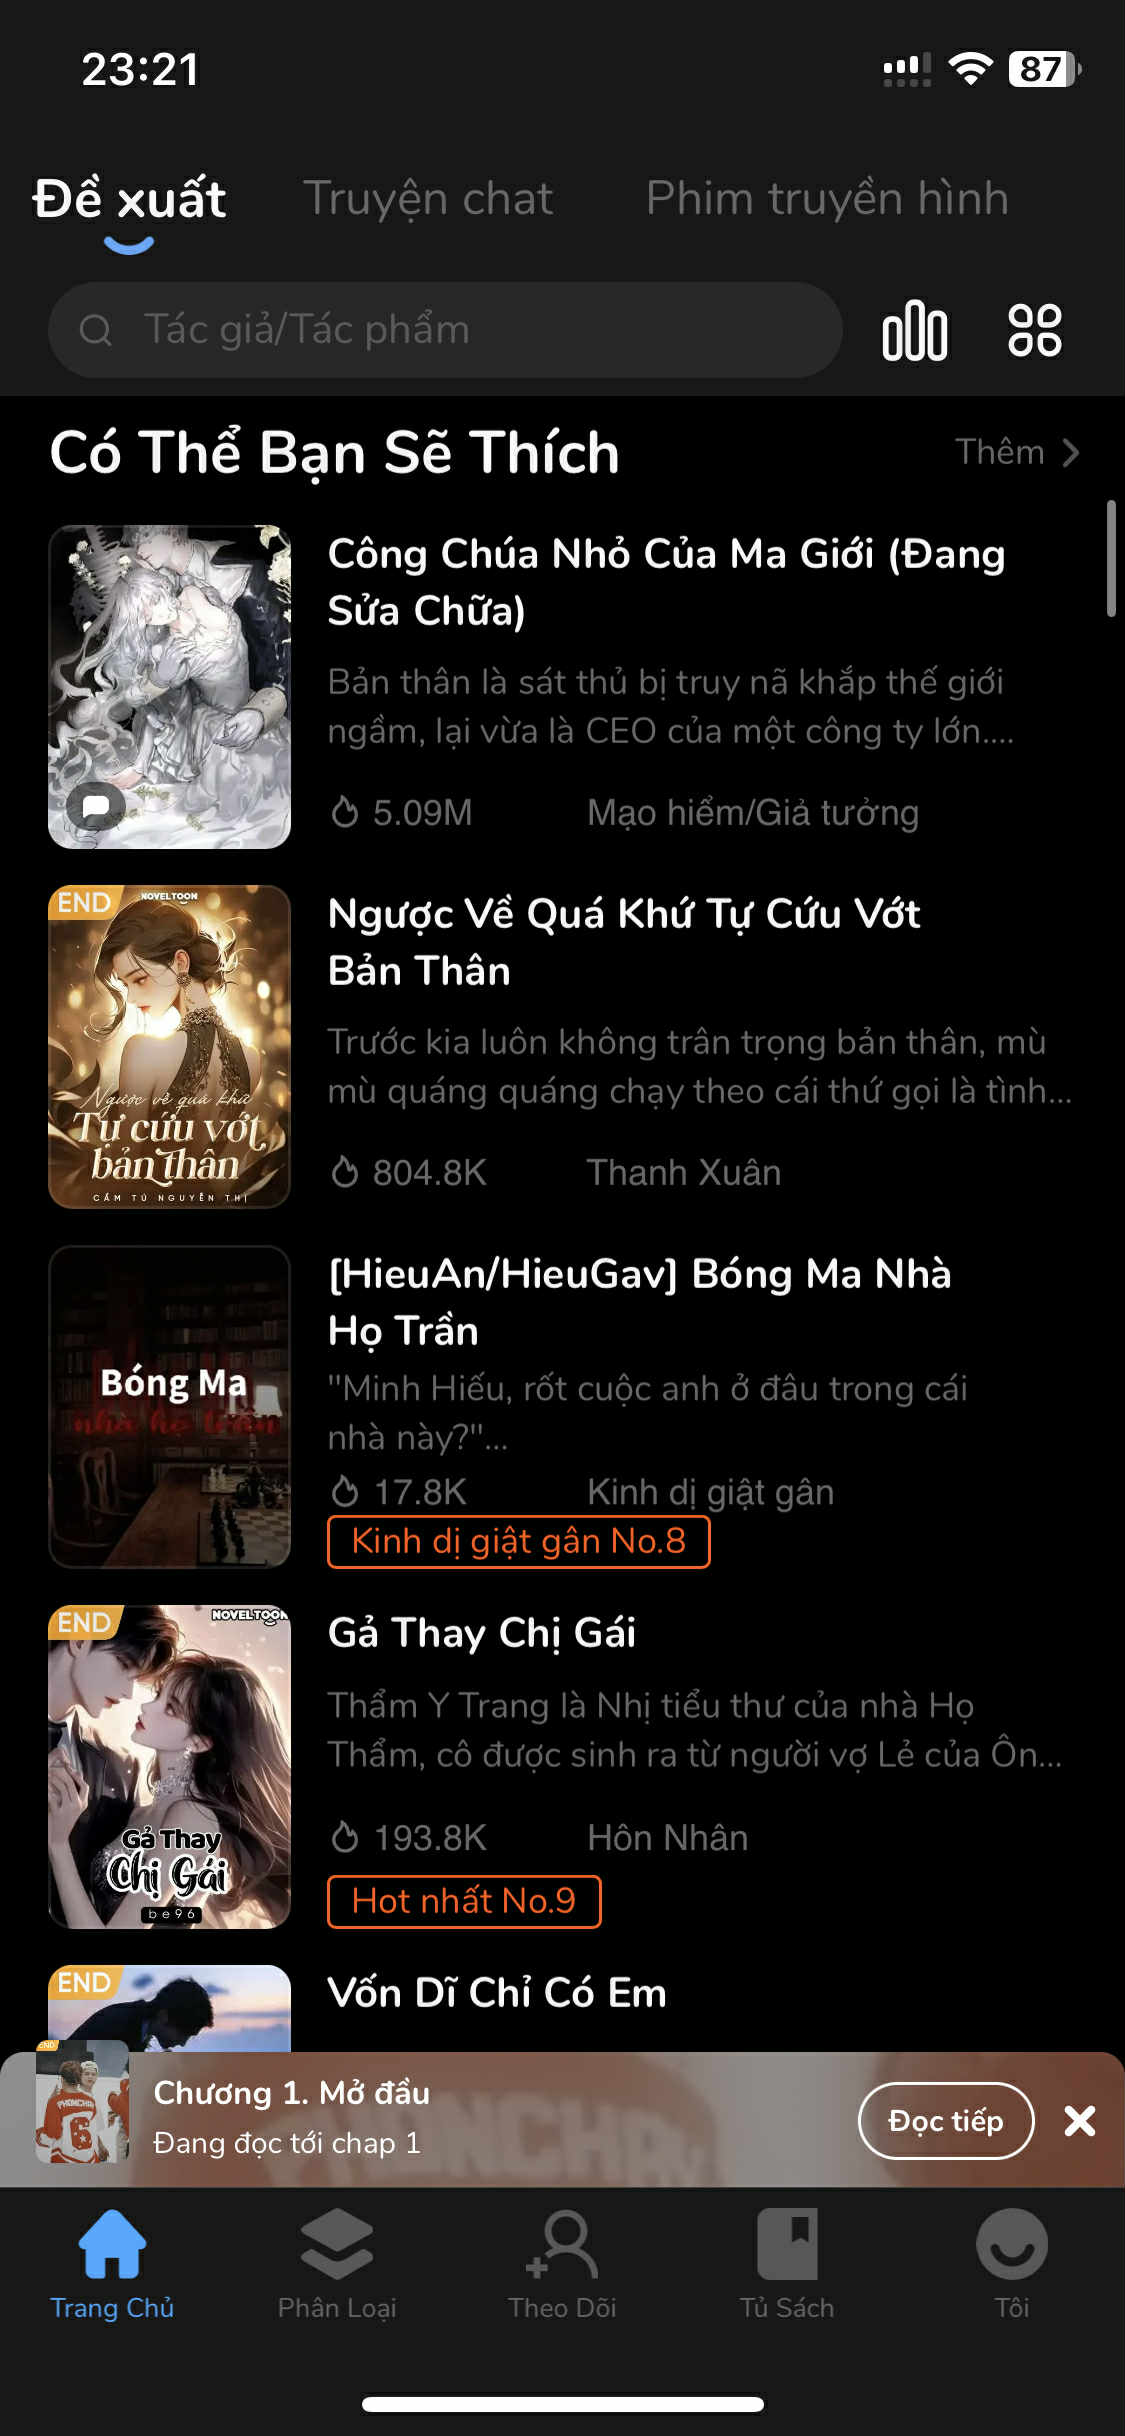 23:21
87
Đề xuất
Truyện chat
Phim truyền hình
Tác giả/Tác phẩm
Có Thể Bạn Sẽ Thích
Thêm
Công Chúa Nhỏ Của Ma Giới (Đang
Sửa Chữa)
Bản thân là sát thủ bị truy nã khắp thế giới
ngầm, lại vừa là CEO của một công ty lớn....
5.09M
Mạo hiểm/Giả tưởng
END
NOVELTOON
Ngược về quá khứ
Tự cứu vớt
bản thân
CẨM TÚ NGUYỄN THỊ
Ngược Về Quá Khứ Tự Cứu Vớt
Bản Thân
Trước kia luôn không trân trọng bản thân, mù
mù quáng quáng chạy theo cái thứ gọi là tình...
804.8K
Thanh Xuân
Bóng Ma
nhà họ trần
[HieuAn/HieuGav] Bóng Ma Nhà
Họ Trần
"Minh Hiếu, rốt cuộc anh ở đâu trong cái
nhà này?"...
17.8K
Kinh dị giật gân
Kinh dị giật gân No.8
END
NOVELTOON
Gả Thay
Chị Gái
be96
Gả Thay Chị Gái
Thẩm Y Trang là Nhị tiểu thư của nhà Họ
Thẩm, cô được sinh ra từ người vợ Lẻ của Ôn...
193.8K
Hôn Nhân
Hot nhất No.9
END
Vốn Dĩ Chỉ Có Em
END
PHONCHAY
6
Chương 1. Mở đầu
Đang đọc tới chap 1
Đọc tiếp
Trang Chủ
Phân Loại
Theo Dõi
Tủ Sách
Tôi